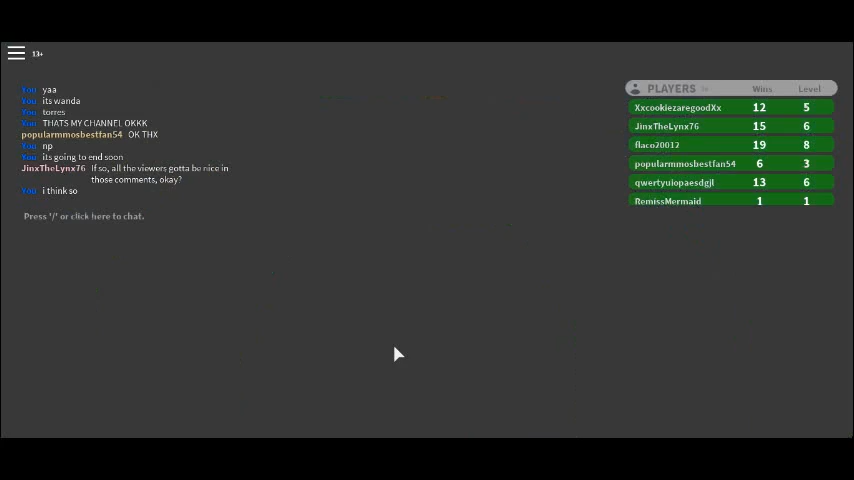 13+
You yaa
You its wanda
You torres
You THATS MY CHANNEL OKKK
popularmmosbestfan54 OK THX
You np
You its going to end soon
JinxTheLynx76 If so, all the viewers gotta be nice in
those comments, okay?
You i think so
Press '/' or click here to chat.
PLAYERS Wins Level
XxcookiezaregoodXx 12 5
JinxTheLynx76 15 6
flaco20012 19 8
popularmmosbestfan54 6 3
qwertyuiopaesdgjl 13 6
RemissMermaid 1 1